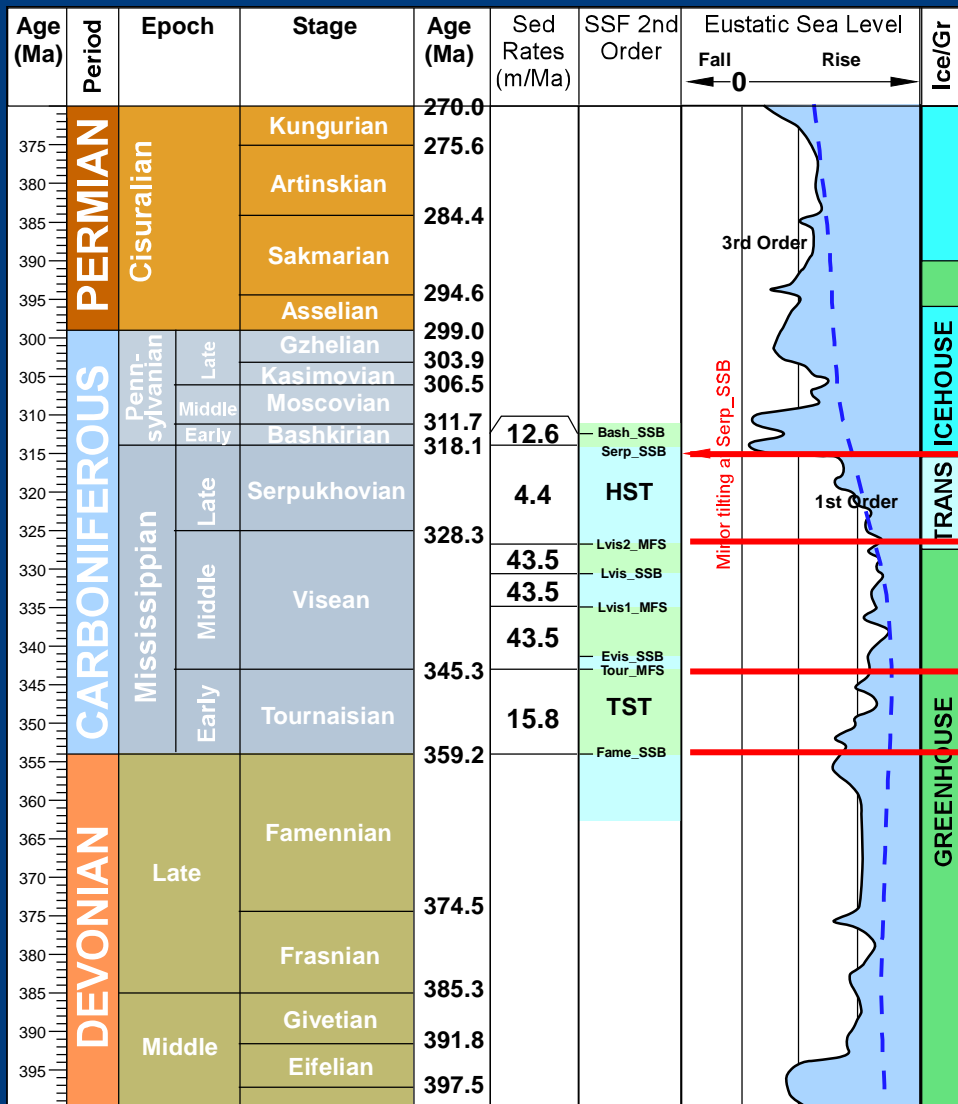 Age
(Ma)
Period
Epoch
Stage
Age
(Ma)
Sed
Rates
(m/Ma)
SSF 2nd
Order
Eustatic Sea Level
Fall
0
Rise
Ice/Gr
375
380
385
390
395
300
305
310
315
320
325
330
335
340
345
350
355
360
365
370
375
380
385
390
395
PERMIAN
CARBONIFEROUS
DEVONIAN
Cisuralian
Penn-
sylvanian
Late
Middle
Early
Mississippian
Late
Middle
Early
Late
Middle
Kungurian
Artinskian
Sakmarian
Asselian
Gzhelian
Kasimovian
Moscovian
Bashkirian
Serpukhovian
Visean
Tournaisian
Famennian
Frasnian
Givetian
Eifelian
270.0
275.6
284.4
294.6
299.0
303.9
306.5
311.7
318.1
328.3
345.3
359.2
374.5
385.3
391.8
397.5
12.6
4.4
43.5
43.5
43.5
15.8
Bash_SSB
Serp_SSB
HST
Lvis2_MFS
Lvis_SSB
Lvis1_MFS
Evis_SSB
Tour_MFS
TST
Fame_SSB
3rd Order
1st Order
Minor tilting a Serp_SSB
ICEHOUSE
TRANS
GREENHOUSE